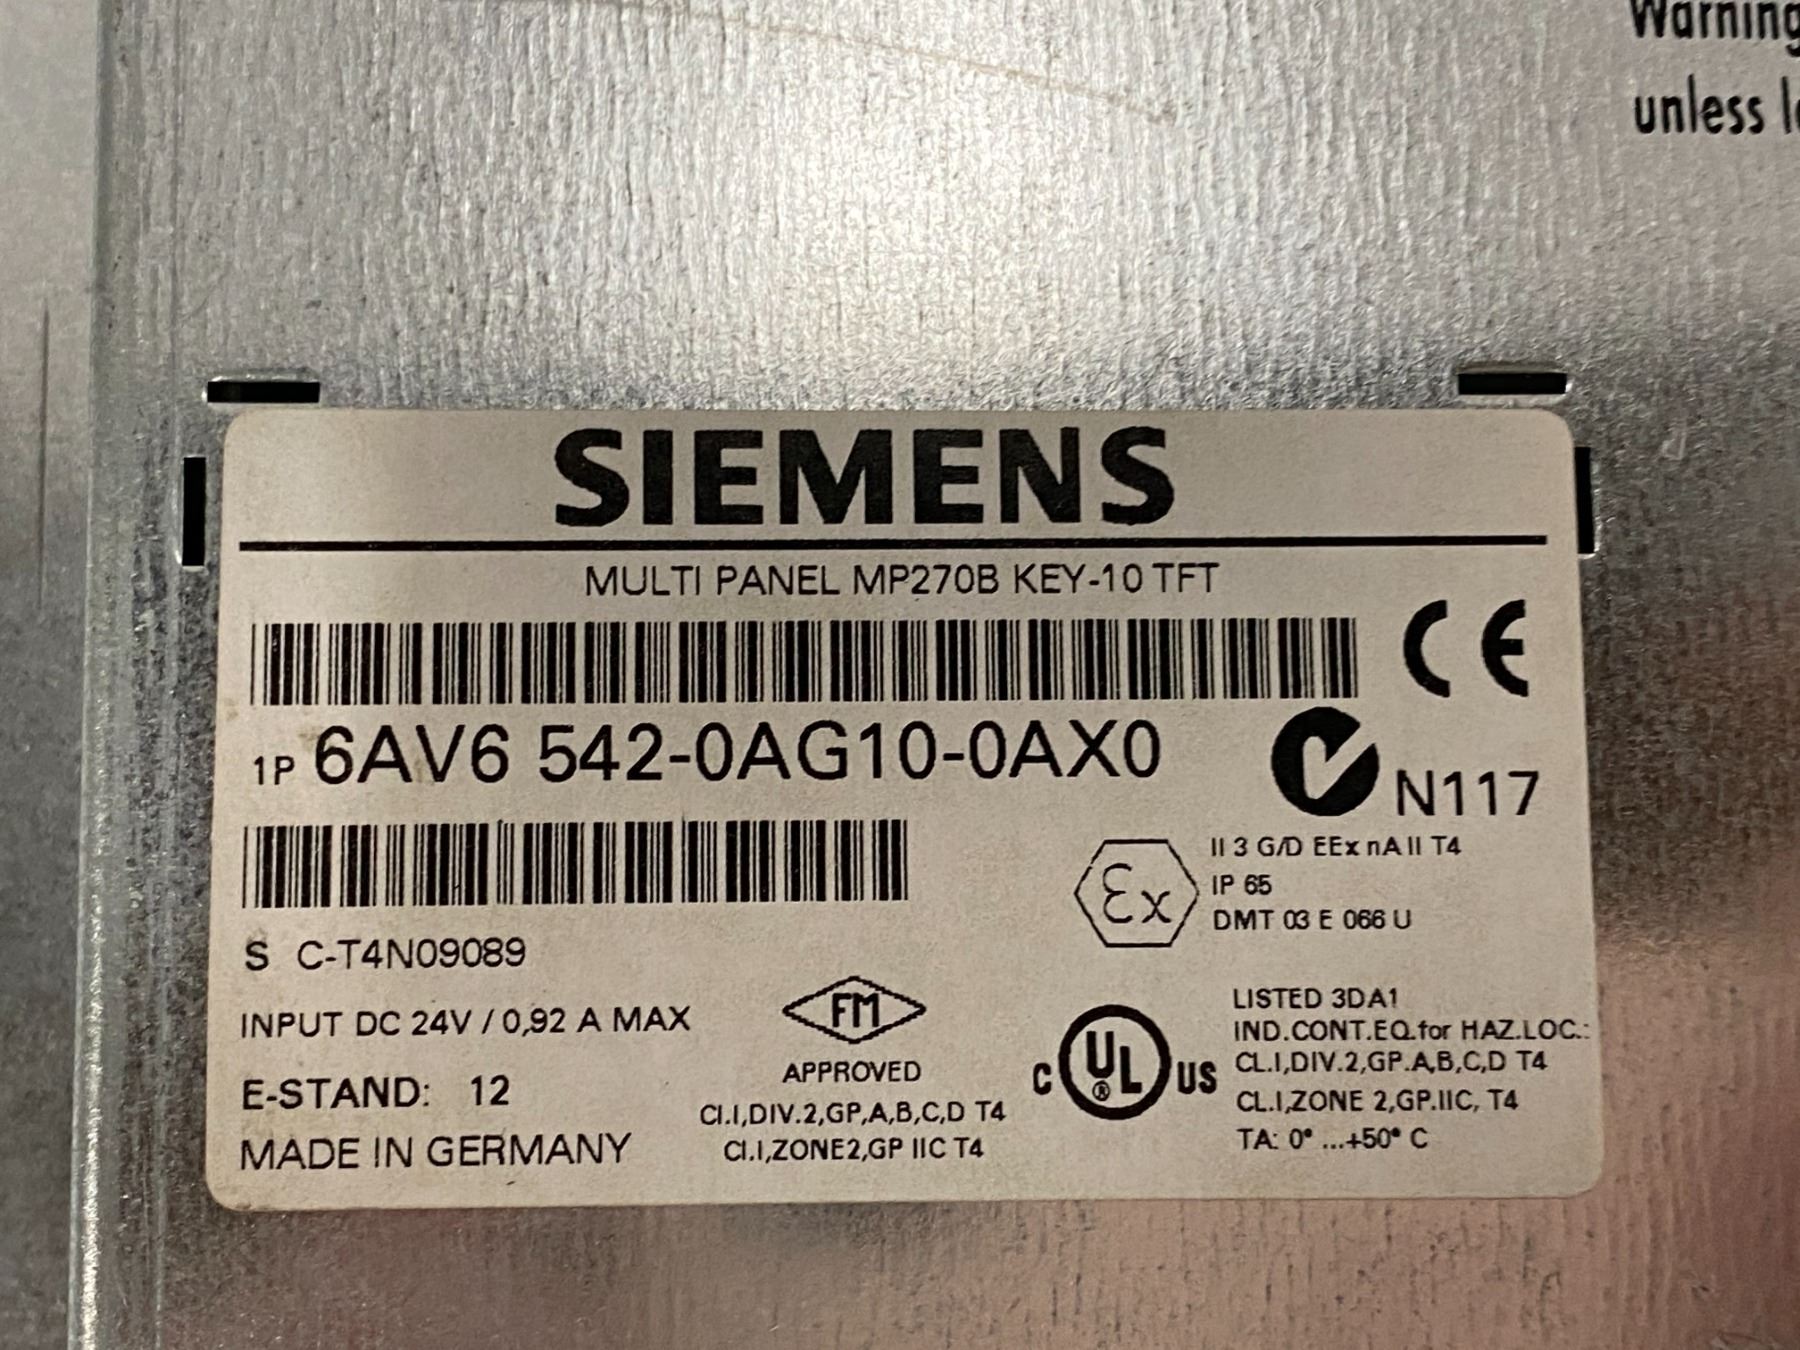 Warning
unless
SIEMENS
MULTI PANEL MP270B KEY-10 TFT
CE
1P 6AV6 542-0AG10-0AX0
N117
Ex
II 3 G/D EEx nA II T4
IP 65
DMT 03 E 066 U
S C-T4N09089
INPUT DC 24V / 0,92 A MAX
E-STAND: 12
MADE IN GERMANY
FM
APPROVED
Cl.I,DIV.2,GP,A,B,C,D T4
Cl.I,ZONE2,GP IIC T4
C UL ® US
LISTED 3DA1
IND.CONT.EQ.for HAZ.LOC.:
CL.I,DIV.2,GP.A,B,C,D T4
CL.I,ZONE 2,GP.IIC, T4
TA: 0° ...+50° C